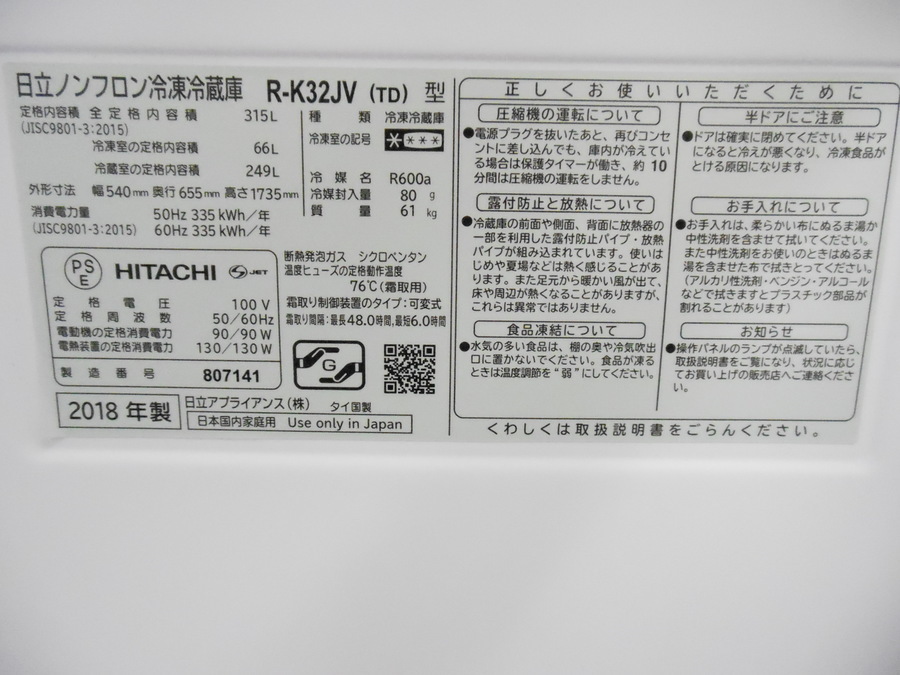 日立ノンフロン冷凍冷蔵庫 R-K32JV (TD) 型
定格内容積 全定格内容積 315L
(JISC9801-3:2015)
冷凍室の定格内容積 66L
冷蔵室の定格内容積 249L
外形寸法 幅540mm 奥行655mm 高さ1735mm
消費電力量 50Hz 335kWh/年
(JISC9801-3:2015) 60Hz 335kWh/年
種類 冷凍冷蔵庫
冷凍室の記号 ****
冷媒名 R600a
冷媒封入量 80g
質量 61kg
PSE HITACHI JET
定格電圧 100V
定格周波数 50/60Hz
電動機の定格消費電力 90/90W
電熱装置の定格消費電力 130/130W
製造番号 807141
断熱発泡ガス シクロペンタン
温度ヒューズの定格動作温度
76℃(霜取用)
霜取り制御装置のタイプ:可変式
霜取り間隔:最長48.0時間,最短6.0時間
G
2018年製
日立アプライアンス(株) タイ国製
日本国内家庭用 Use only in Japan
正しくお使いいただくために
圧縮機の運転について
●電源プラグを抜いたあと、再びコンセ
ントに差し込んでも、庫内が冷えてい
る場合は保護タイマーが働き、約10
分間は圧縮機の運転をしません。
露付防止と放熱について
●冷蔵庫の前面や側面、背面に放熱器の
一部を利用した露付防止パイプ・放熱
パイプが組み込まれています。使いは
じめや夏場などは熱く感じることがあ
ります。また足元から暖かい風が出て、
床や周辺が熱くなることがありますが、
これらは異常ではありません。
食品凍結について
●水気の多い食品は、棚の奥や冷気吹出
口に置かないでください。食品が凍る
ときは温度調節を“弱”にしてください。
半ドアにご注意
●ドアは確実に閉めてください。半ドア
になると冷えが悪くなり、冷凍食品が
とける原因になります。
お手入れについて
●お手入れは、柔らかい布にぬるま湯か
中性洗剤を含ませて拭いてください。
また中性洗剤をお使いのときはぬるま
湯を含ませた布で拭きとってください。
(アルカリ性洗剤・ベンジン・アルコール
などで拭きますとプラスチック部品が
割れることがあります)
お知らせ
●操作パネルのランプが点滅していたら、
取扱説明書をご覧になり、状況に応じ
てお買い上げの販売店へご連絡くださ
い。
くわしくは取扱説明書をごらんください。